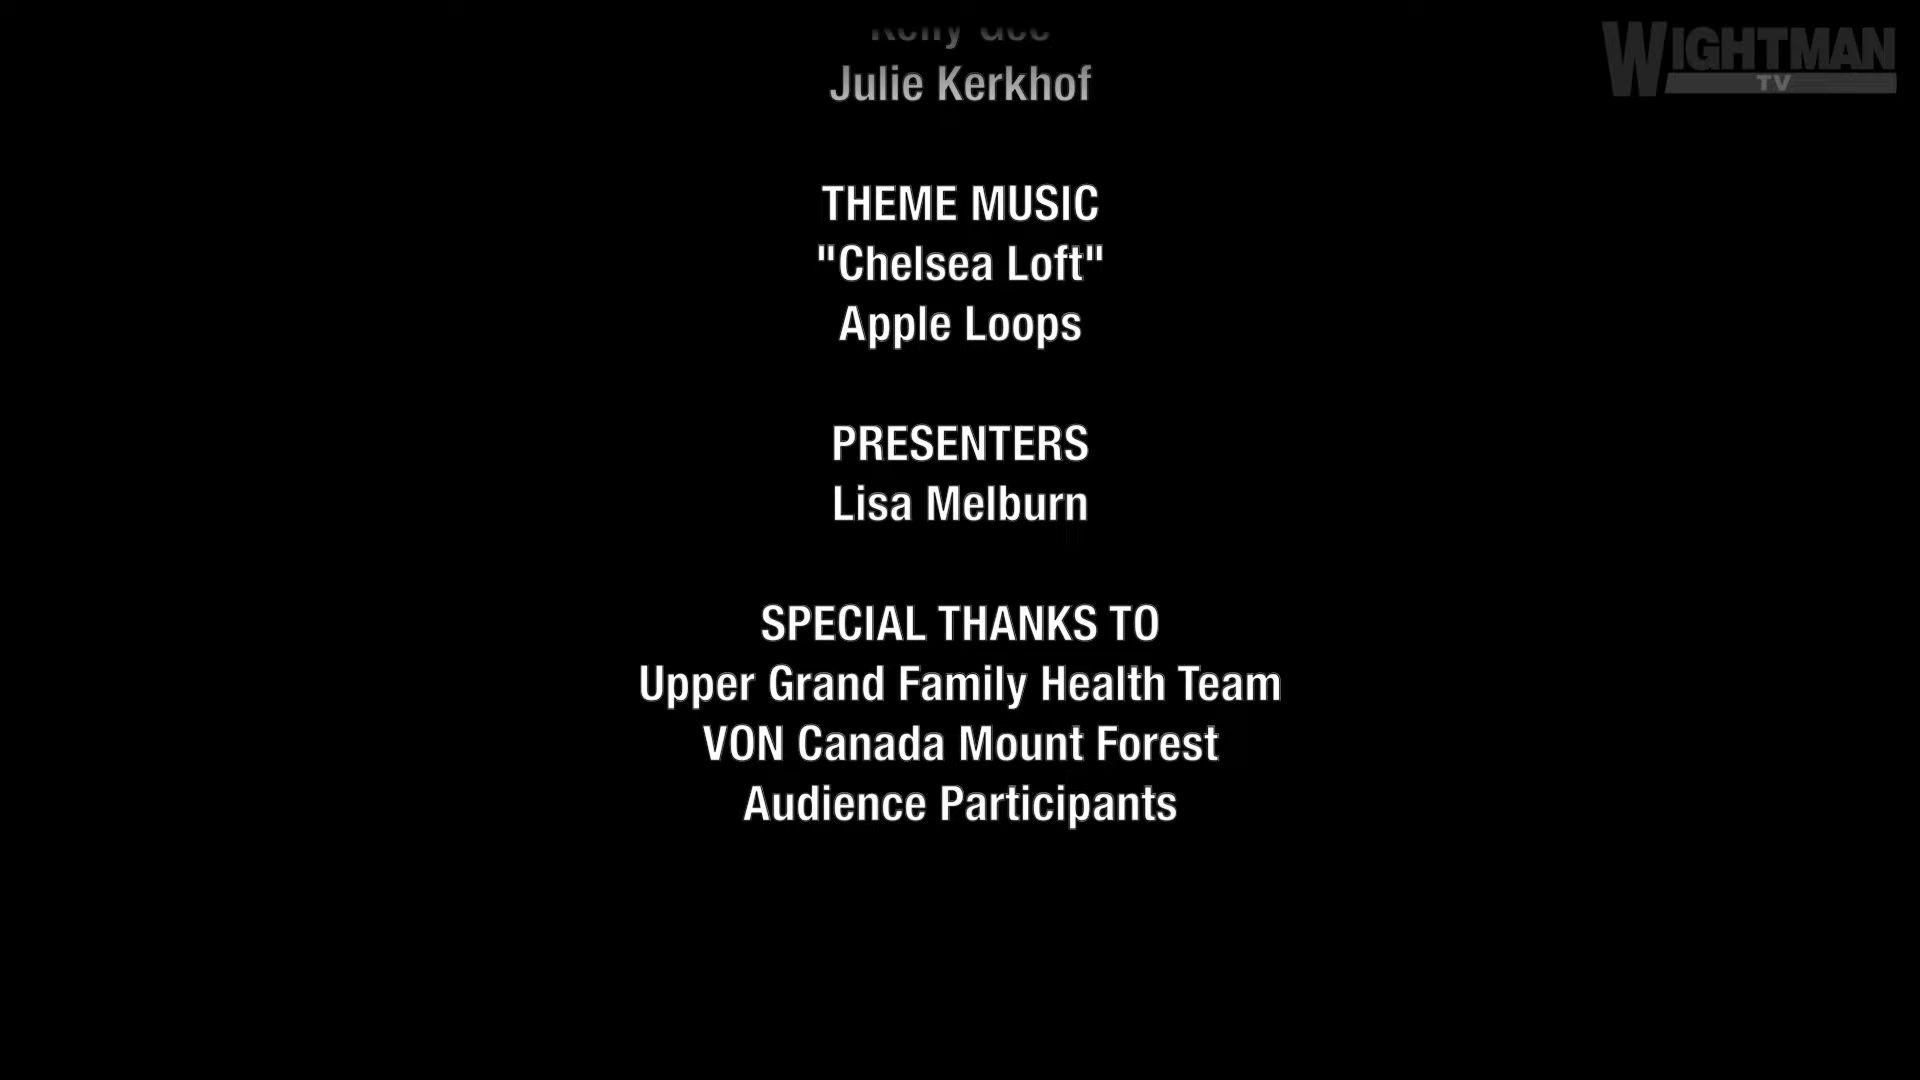 Julie Kerkhof
THEME MUSIC
"Chelsea Loft"
Apple Loops
PRESENTERS
Lisa Melburn
SPECIAL THANKS TO
Upper Grand Family Health Team
VON Canada Mount Forest
Audience Participants
WIGHTMAN
TV